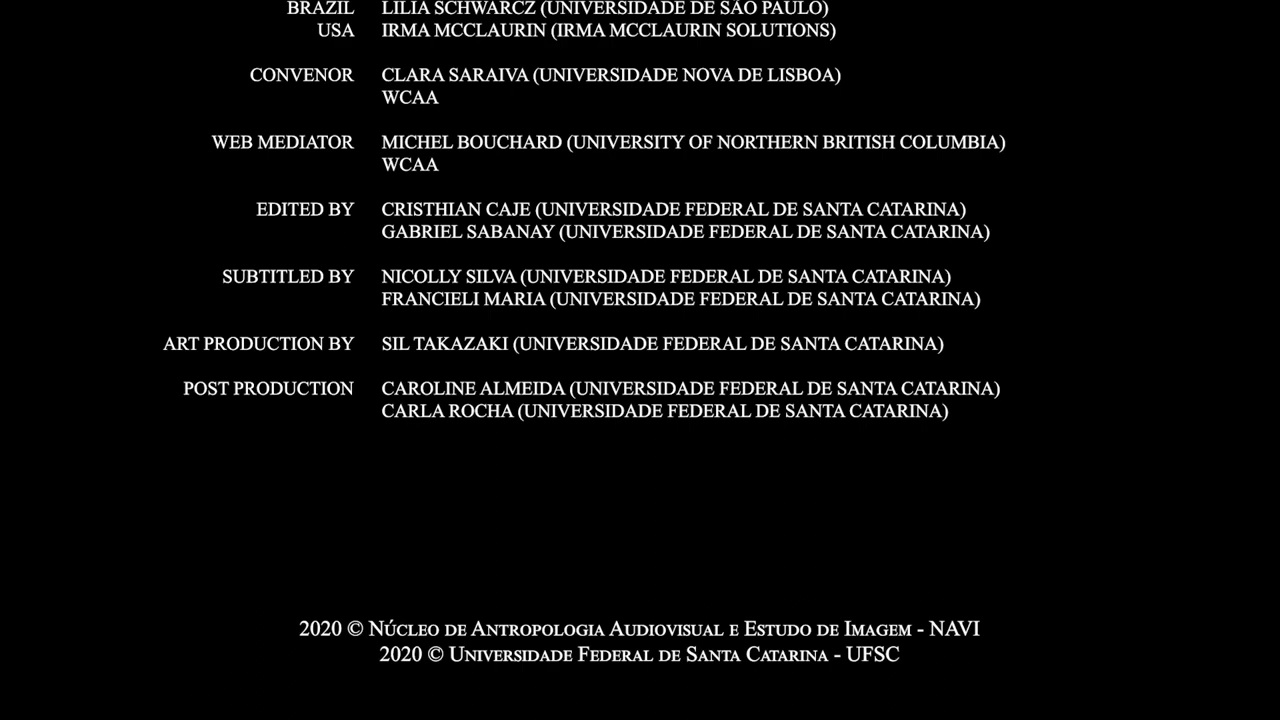 BRAZIL LILIA SCHWARCZ (UNIVERSIDADE DE SÃO PAULO)
USA IRMA MCCLAURIN (IRMA MCCLAURIN SOLUTIONS)
CONVENOR CLARA SARAIVA (UNIVERSIDADE NOVA DE LISBOA)
WCAA
WEB MEDIATOR MICHEL BOUCHARD (UNIVERSITY OF NORTHERN BRITISH COLUMBIA)
WCAA
EDITED BY CRISTHIAN CAJE (UNIVERSIDADE FEDERAL DE SANTA CATARINA)
GABRIEL SABANAY (UNIVERSIDADE FEDERAL DE SANTA CATARINA)
SUBTITLED BY NICOLLY SILVA (UNIVERSIDADE FEDERAL DE SANTA CATARINA)
FRANCIELI MARIA (UNIVERSIDADE FEDERAL DE SANTA CATARINA)
ART PRODUCTION BY SIL TAKAZAKI (UNIVERSIDADE FEDERAL DE SANTA CATARINA)
POST PRODUCTION CAROLINE ALMEIDA (UNIVERSIDADE FEDERAL DE SANTA CATARINA)
CARLA ROCHA (UNIVERSIDADE FEDERAL DE SANTA CATARINA)
2020 © NÚCLEO DE ANTROPOLOGIA AUDIOVISUAL E ESTUDO DE IMAGEM - NAVI
2020 © UNIVERSIDADE FEDERAL DE SANTA CATARINA - UFSC